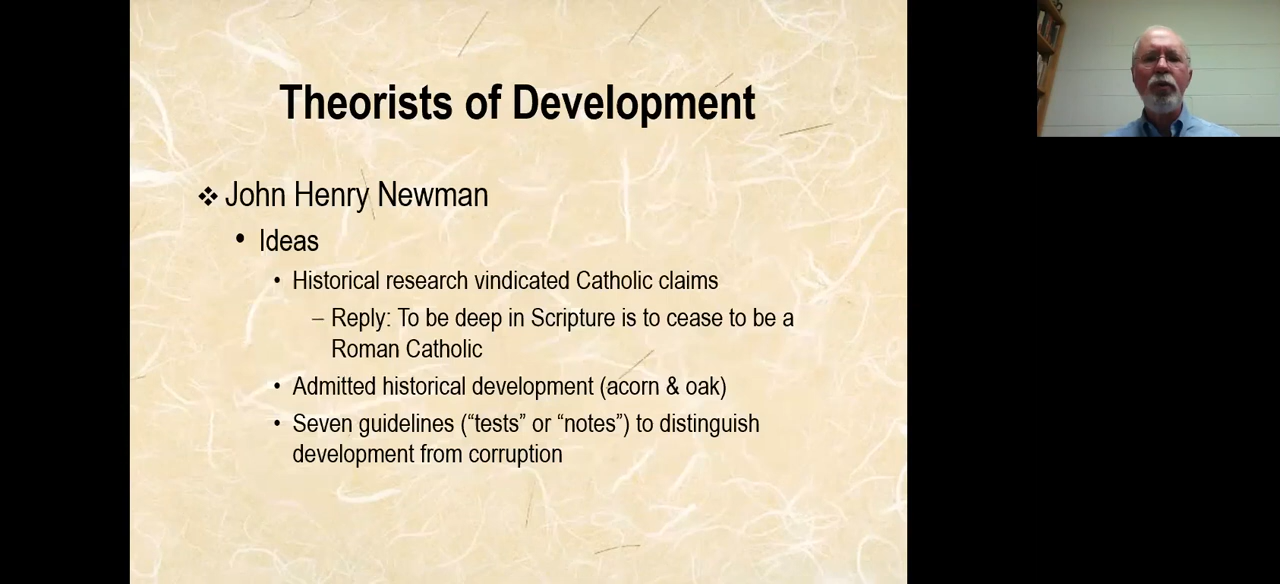 Theorists of Development
❖ John Henry Newman
• Ideas
• Historical research vindicated Catholic claims
– Reply: To be deep in Scripture is to cease to be a
Roman Catholic
• Admitted historical development (acorn & oak)
• Seven guidelines (“tests” or “notes”) to distinguish
development from corruption